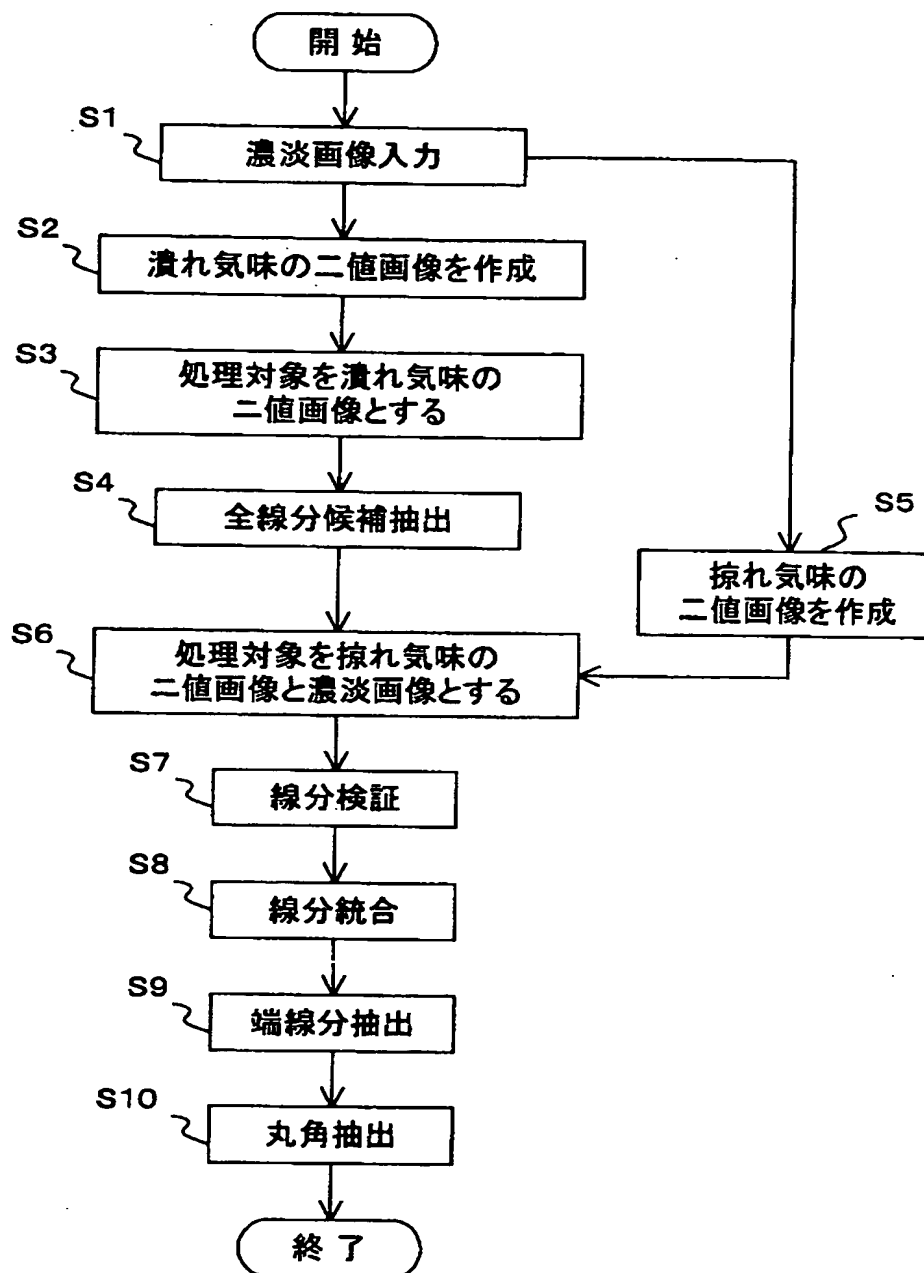 開始
S1
濃淡画像入力
S2
潰れ気味の二値画像を作成
S3
処理対象を潰れ気味の
二値画像とする
S4
全線分候補抽出
S5
掠れ気味の
二値画像を作成
S6
処理対象を掠れ気味の
二値画像と濃淡画像とする
S7
線分検証
S8
線分統合
S9
端線分抽出
S10
丸角抽出
終了